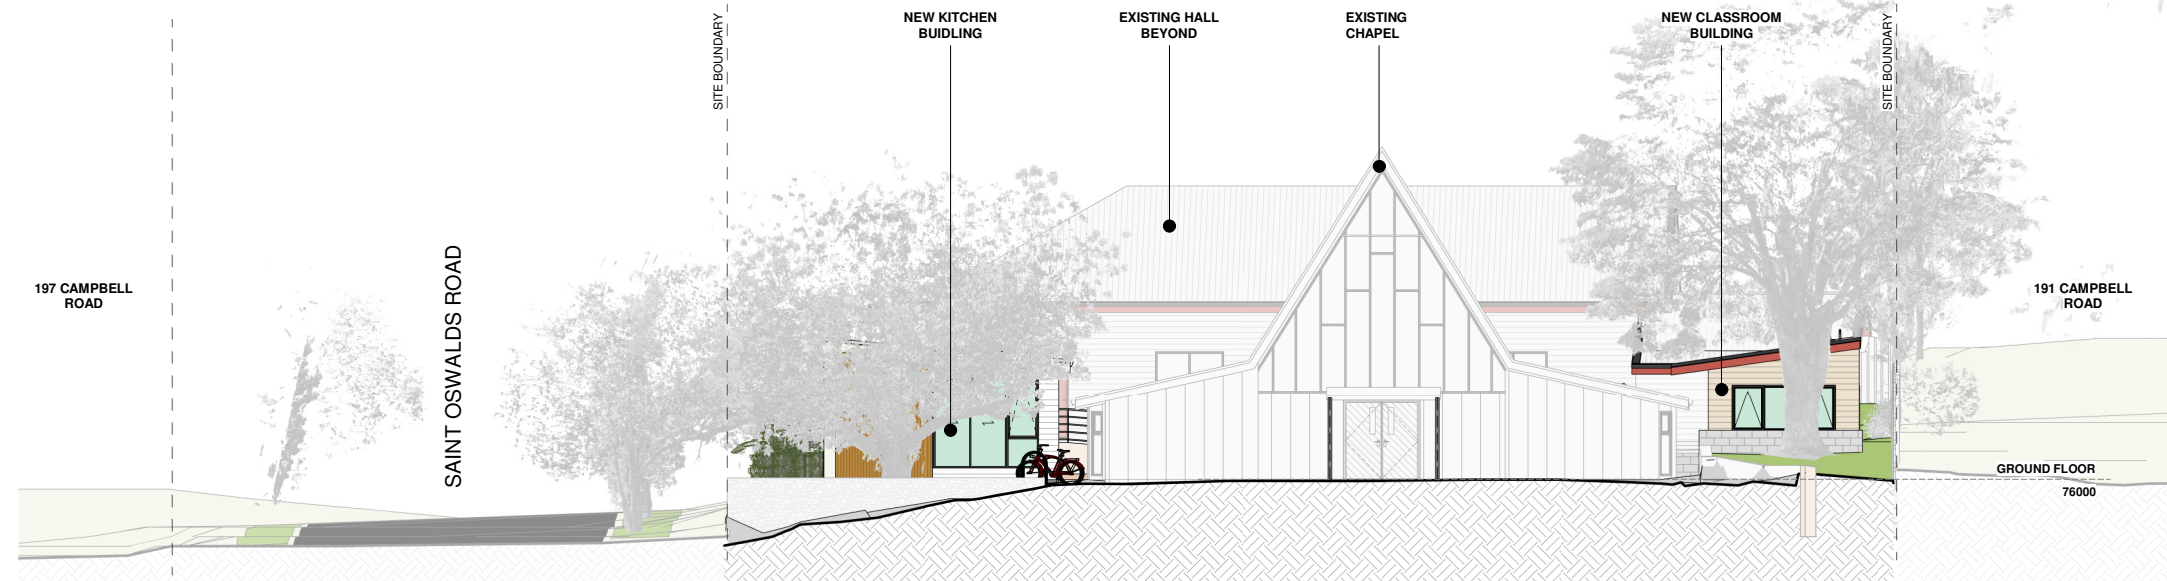 NEW KITCHEN
BUIDLING
EXISTING HALL
BEYOND
EXISTING
CHAPEL
NEW CLASSROOM
BUILDING
SITE BOUNDARY
SITE BOUNDARY
197 CAMPBELL
ROAD
SAINT OSWALDS ROAD
191 CAMPBELL
ROAD
GROUND FLOOR
76000